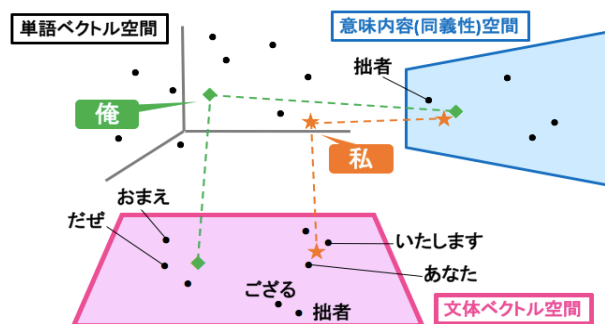 単語ベクトル空間
意味内容(同義性)空間
拙者
俺
私
おまえ
だぜ
いたします
あなた
ござる
拙者
文体ベクトル空間